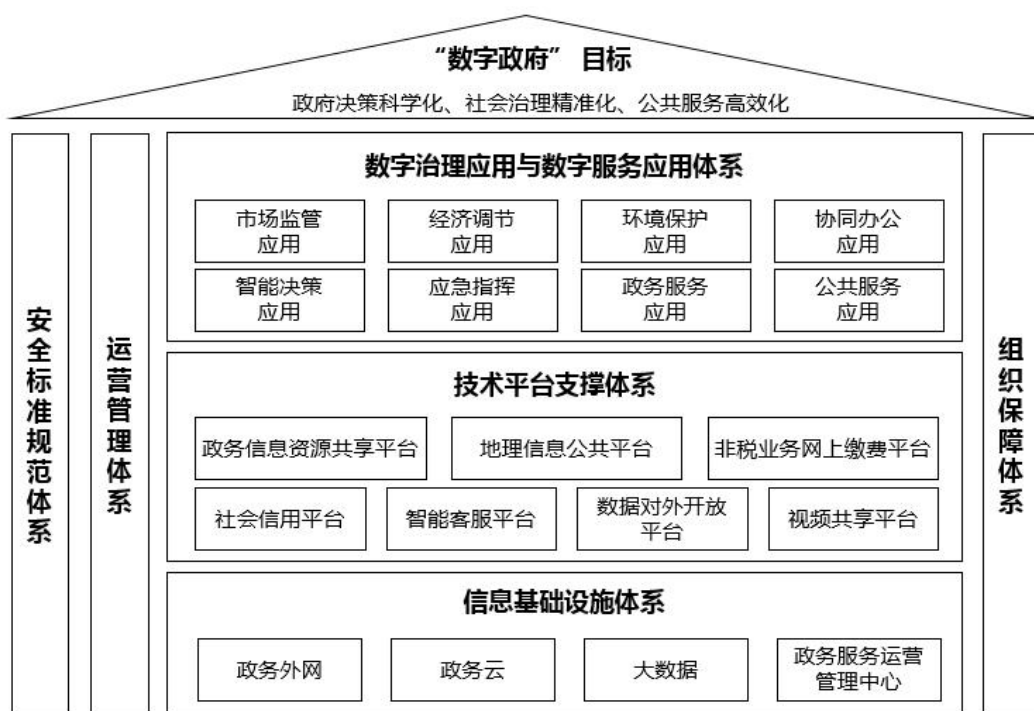 “数字政府” 目标
政府决策科学化、社会治理精准化、公共服务高效化
安全标准规范体系
运营管理体系
数字治理应用与数字服务应用体系
市场监管
应用
经济调节
应用
环境保护
应用
协同办公
应用
智能决策
应用
应急指挥
应用
政务服务
应用
公共服务
应用
技术平台支撑体系
政务信息资源共享平台
地理信息公共平台
非税业务网上缴费平台
社会信用平台
智能客服平台
数据对外开放
平台
视频共享平台
信息基础设施体系
政务外网
政务云
大数据
政务服务运营
管理中心
组织保障体系